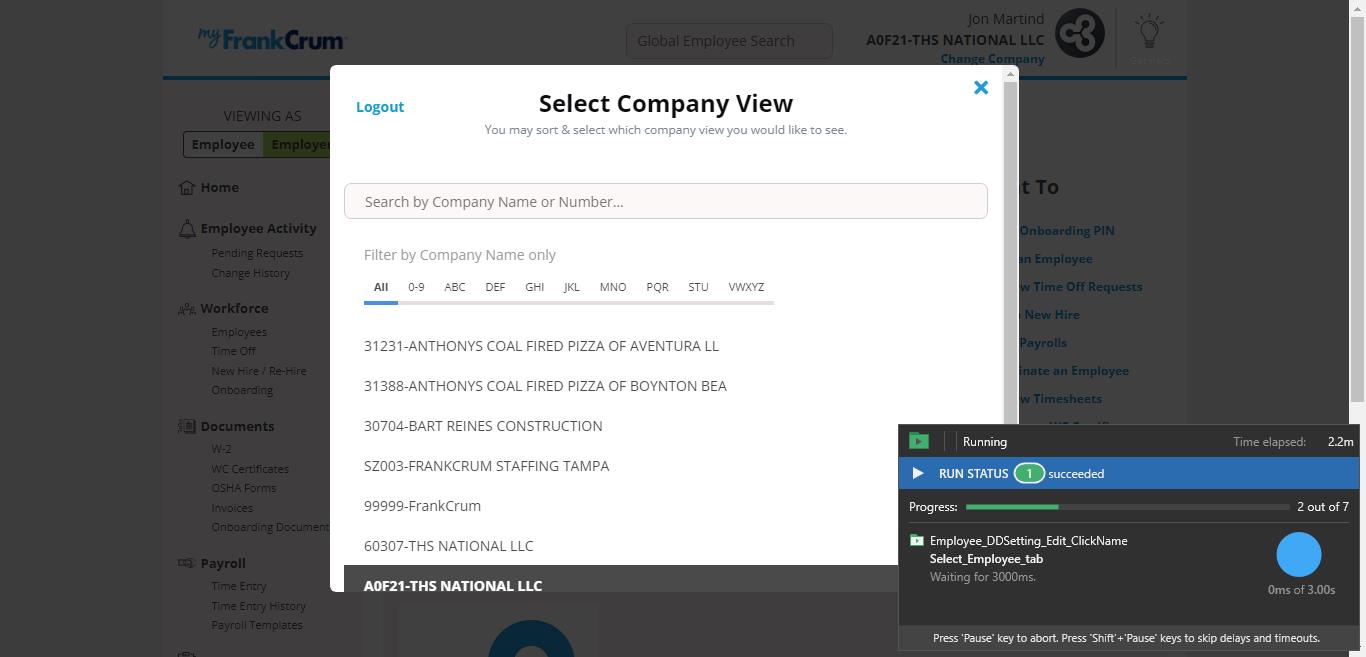 myFrankCrum
Global Employee Search
Jon Martind
A0F21-THS NATIONAL LLC
Change Company
Get Help
VIEWING AS
Employee Employer
Home
Employee Activity
Pending Requests
Change History
Workforce
Employees
Time Off
New Hire / Re-Hire
Onboarding
Documents
W-2
WC Certificates
OSHA Forms
Invoices
Onboarding Document
Payroll
Time Entry
Time Entry History
Payroll Templates
Logout
Select Company View
You may sort & select which company view you would like to see.
Search by Company Name or Number...
Filter by Company Name only
All 0-9 ABC DEF GHI JKL MNO PQR STU VWXYZ
31231-ANTHONYS COAL FIRED PIZZA OF AVENTURA LL
31388-ANTHONYS COAL FIRED PIZZA OF BOYNTON BEA
30704-BART REINES CONSTRUCTION
SZ003-FRANKCRUM STAFFING TAMPA
99999-FrankCrum
60307-THS NATIONAL LLC
A0F21-THS NATIONAL LLC
t To
Onboarding PIN
an Employee
w Time Off Requests
New Hire
Payrolls
inate an Employee
w Timesheets
Running Time elapsed: 2.2m
RUN STATUS 1 succeeded
Progress: 2 out of 7
Employee_DDSetting_Edit_ClickName
Select_Employee_tab
Waiting for 3000ms.
0ms of 3.00s
Press 'Pause' key to abort. Press 'Shift'+'Pause' keys to skip delays and timeouts.